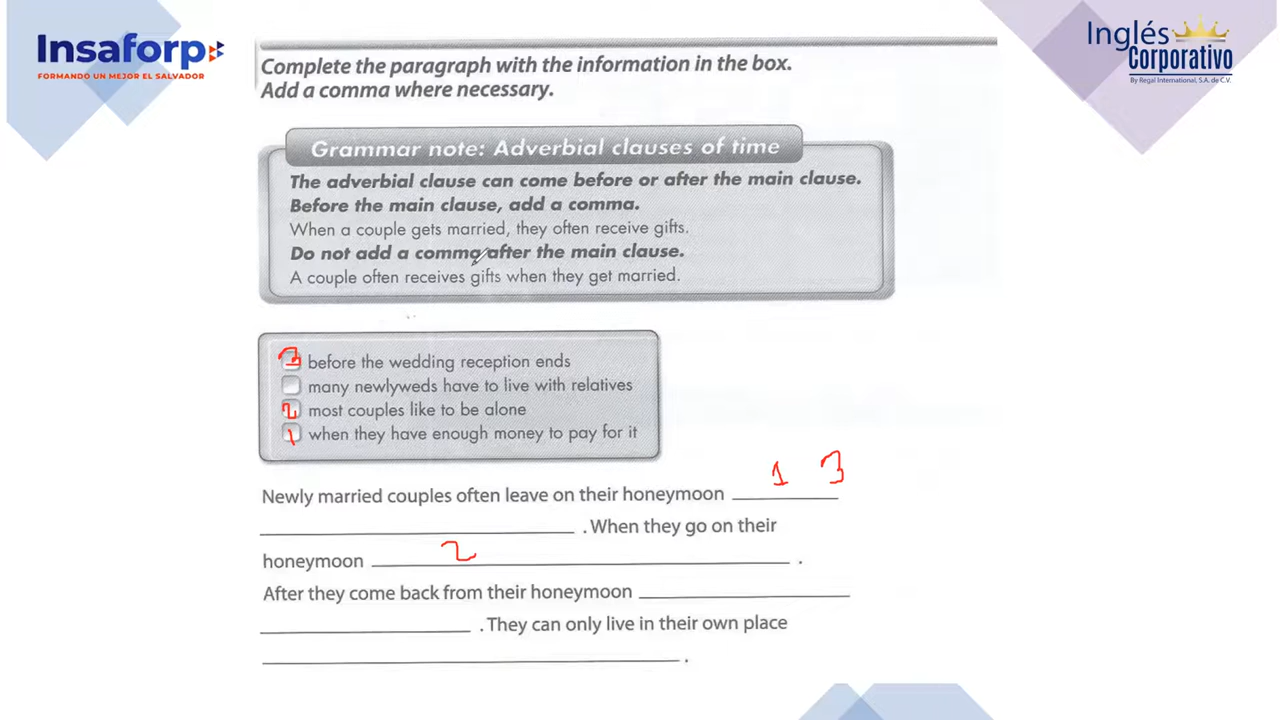 Insaforp
FORMANDO UN MEJOR EL SALVADOR
Inglés
Corporativo
By Regal International, S.A. de C.V.
Complete the paragraph with the information in the box.
Add a comma where necessary.
Grammar note: Adverbial clauses of time
The adverbial clause can come before or after the main clause.
Before the main clause, add a comma.
When a couple gets married, they often receive gifts.
Do not add a comma after the main clause.
A couple often receives gifts when they get married.
3 before the wedding reception ends
many newlyweds have to live with relatives
2 most couples like to be alone
1 when they have enough money to pay for it
1 3
Newly married couples often leave on their honeymoon ________
________ . When they go on their
honeymoon ____2____ .
After they come back from their honeymoon ________
________ . They can only live in their own place
________ .